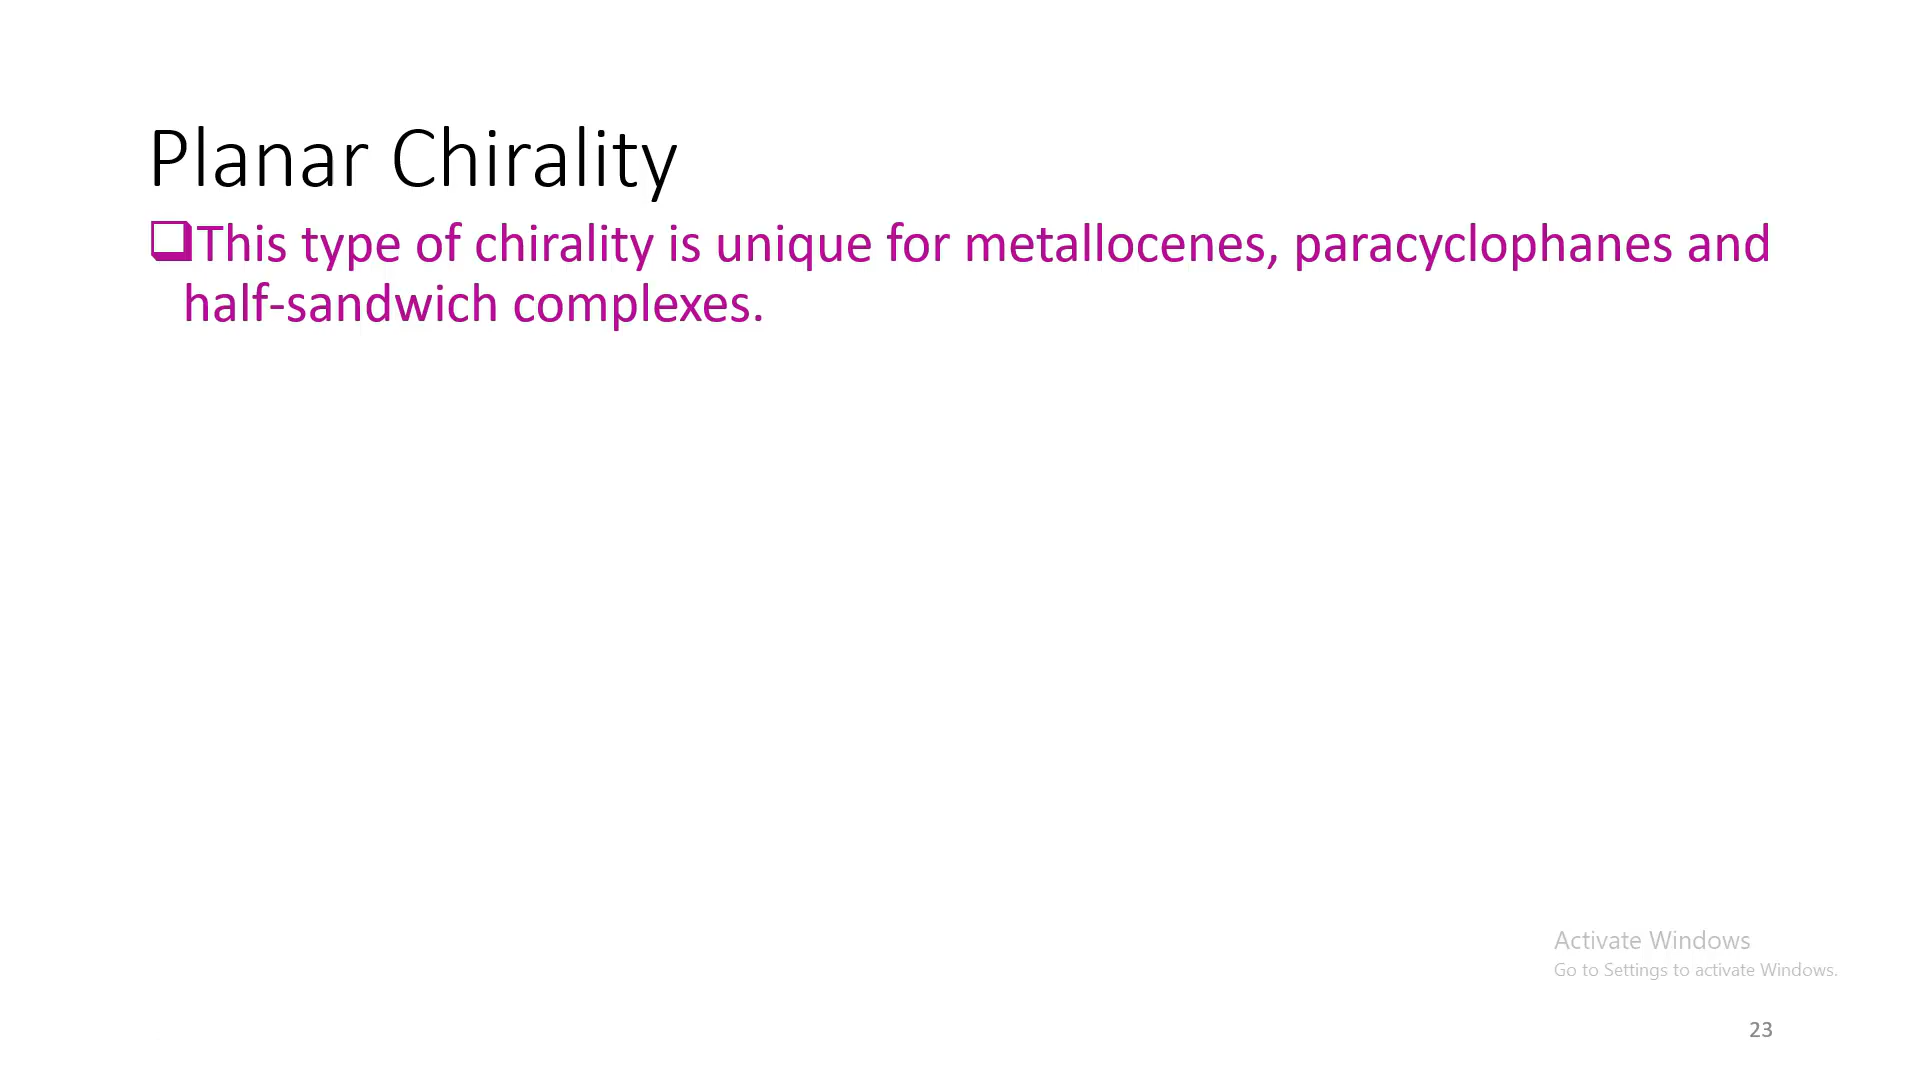 Planar Chirality
❑This type of chirality is unique for metallocenes, paracyclophanes and
half-sandwich complexes.
Activate Windows
Go to Settings to activate Windows.
23